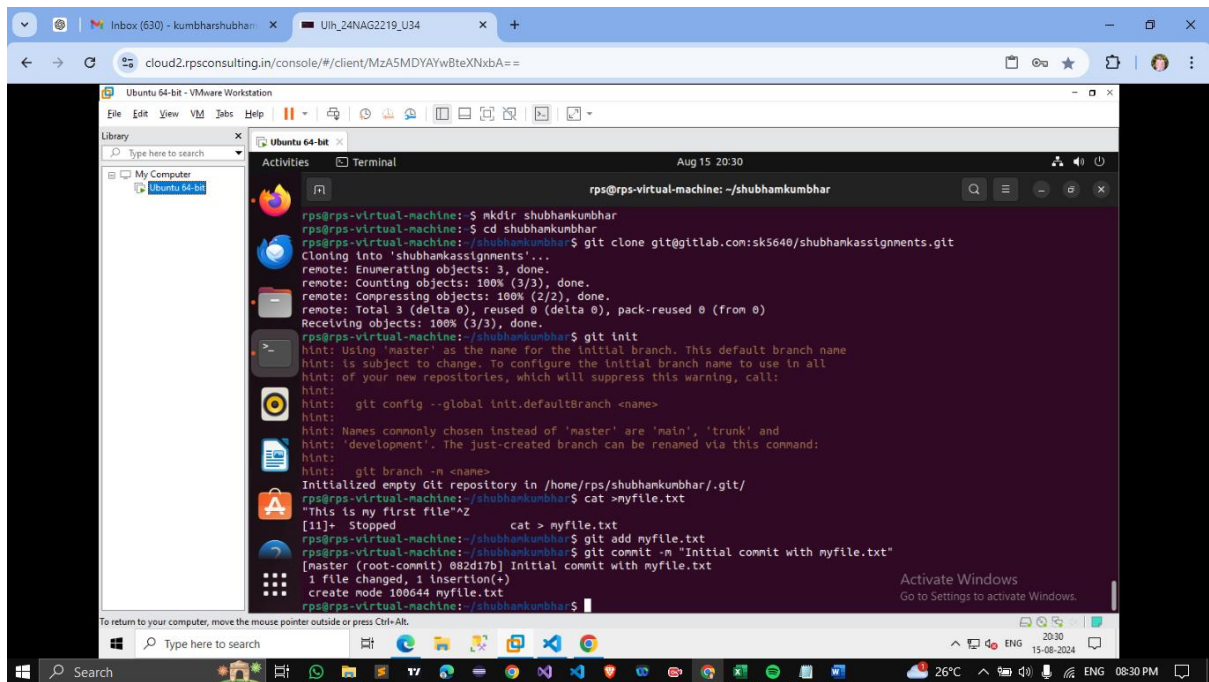 Inbox (630) - kumbharshubham
Ulh_24NAG2219_U34
cloud2.rpsconsulting.in/console/#/client/MzA5MDYAYwBteXNxbA==
Ubuntu 64-bit - VMware Workstation
File Edit View VM Tabs Help
Library
Ubuntu 64-bit
Type here to search
My Computer
Ubuntu 64-bit
Activities Terminal Aug 15 20:30
rps@rps-virtual-machine: ~/shubhamkumbhar
rps@rps-virtual-machine:~$ mkdir shubhamkumbhar
rps@rps-virtual-machine:~$ cd shubhamkumbhar
rps@rps-virtual-machine:~/shubhamkumbhar$ git clone git@gitlab.com:sk5640/shubhamkassignments.git
Cloning into 'shubhamkassignments'...
remote: Enumerating objects: 3, done.
remote: Counting objects: 100% (3/3), done.
remote: Compressing objects: 100% (2/2), done.
remote: Total 3 (delta 0), reused 0 (delta 0), pack-reused 0 (from 0)
Receiving objects: 100% (3/3), done.
rps@rps-virtual-machine:~/shubhamkumbhar$ git init
hint: Using 'master' as the name for the initial branch. This default branch name
hint: is subject to change. To configure the initial branch name to use in all
hint: of your new repositories, which will suppress this warning, call:
hint:
hint: git config --global init.defaultBranch <name>
hint:
hint: Names commonly chosen instead of 'master' are 'main', 'trunk' and
hint: 'development'. The just-created branch can be renamed via this command:
hint:
hint: git branch -m <name>
Initialized empty Git repository in /home/rps/shubhamkumbhar/.git/
rps@rps-virtual-machine:~/shubhamkumbhar$ cat >myfile.txt
"This is my first file"^Z
[11]+ Stopped cat > myfile.txt
rps@rps-virtual-machine:~/shubhamkumbhar$ git add myfile.txt
rps@rps-virtual-machine:~/shubhamkumbhar$ git commit -m "Initial commit with myfile.txt"
[master (root-commit) 082d17b] Initial commit with myfile.txt
1 file changed, 1 insertion(+)
create mode 100644 myfile.txt
rps@rps-virtual-machine:~/shubhamkumbhar$
Activate Windows
Go to Settings to activate Windows.
To return to your computer, move the mouse pointer outside or press Ctrl+Alt.
Type here to search
ENG 20:30
15-08-2024
Search
26°C ENG 08:30 PM